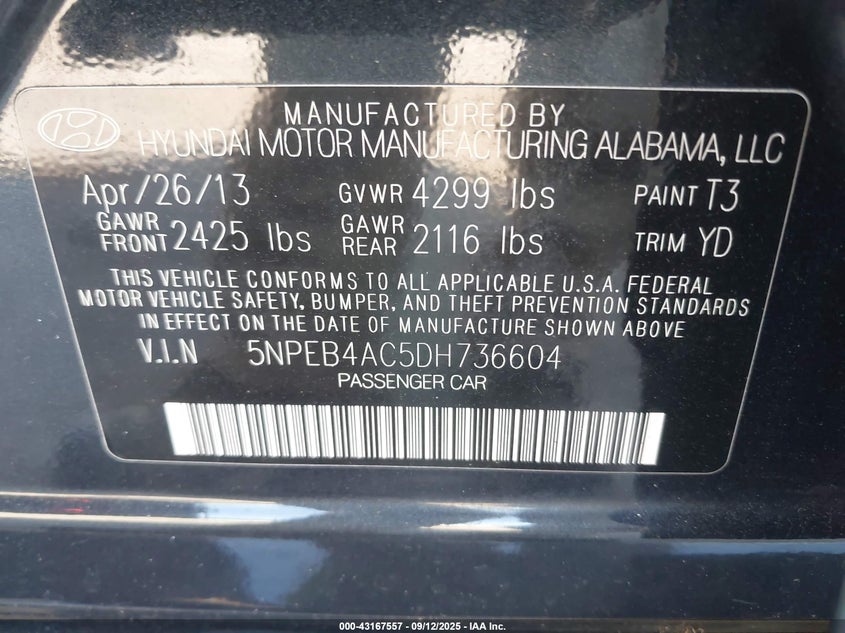 MANUFACTURED BY
HYUNDAI MOTOR MANUFACTURING ALABAMA, LLC
Apr/26/13 GVWR 4299 lbs PAINT T3
GAWR FRONT 2425 lbs GAWR REAR 2116 lbs TRIM YD
THIS VEHICLE CONFORMS TO ALL APPLICABLE U.S.A. FEDERAL
MOTOR VEHICLE SAFETY, BUMPER, AND THEFT PREVENTION STANDARDS
IN EFFECT ON THE DATE OF MANUFACTURE SHOWN ABOVE
V.I.N 5NPEB4AC5DH736604
PASSENGER CAR
000-43167557 - 09/12/2025 - IAA Inc.